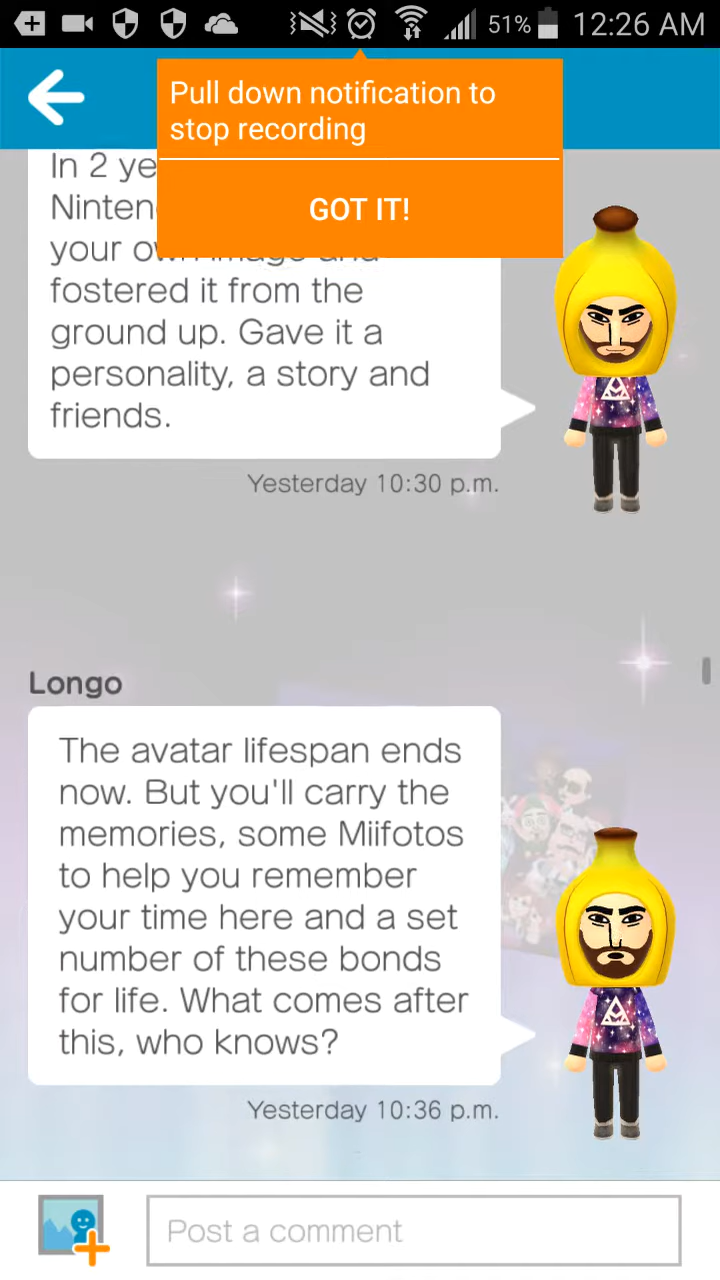 51% 12:26 AM
Pull down notification to
stop recording
GOT IT!
In 2
your
fostered it from the
ground up. Gave it a
personality, a story and
friends.
Yesterday 10:30 p.m.
Longo
The avatar lifespan ends
now. But you'll carry the
memories, some Miifotos
to help you remember
your time here and a set
number of these bonds
for life. What comes after
this, who knows?
Yesterday 10:36 p.m.
Post a comment